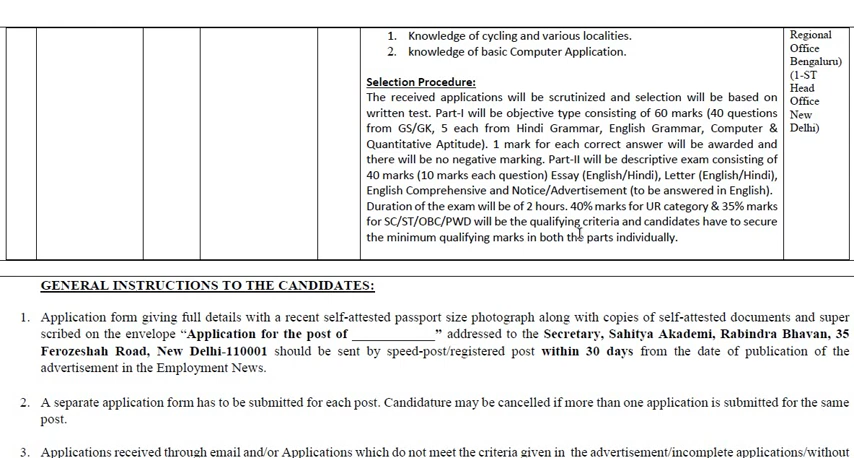 1. Knowledge of cycling and various localities.
2. knowledge of basic Computer Application.
Selection Procedure:
The received applications will be scrutinized and selection will be based on
written test. Part-I will be objective type consisting of 60 marks (40 questions
from GS/GK, 5 each from Hindi Grammar, English Grammar, Computer &
Quantitative Aptitude). 1 mark for each correct answer will be awarded and
there will be no negative marking. Part-II will be descriptive exam consisting of
40 marks (10 marks each question) Essay (English/Hindi), Letter (English/Hindi),
English Comprehensive and Notice/Advertisement (to be answered in English).
Duration of the exam will be of 2 hours. 40% marks for UR category & 35% marks
for SC/ST/OBC/PWD will be the qualifying criteria and candidates have to secure
the minimum qualifying marks in both the parts individually.
Regional
Office
Bengaluru)
(1-ST
Head
Office
New
Delhi)
GENERAL INSTRUCTIONS TO THE CANDIDATES:
1. Application form giving full details with a recent self-attested passport size photograph along with copies of self-attested documents and super
scribed on the envelope “Application for the post of ____________” addressed to the Secretary, Sahitya Akademi, Rabindra Bhavan, 35
Ferozeshah Road, New Delhi-110001 should be sent by speed-post/registered post within 30 days from the date of publication of the
advertisement in the Employment News.
2. A separate application form has to be submitted for each post. Candidature may be cancelled if more than one application is submitted for the same
post.
3. Applications received through email and/or Applications which do not meet the criteria given in the advertisement/incomplete applications/without